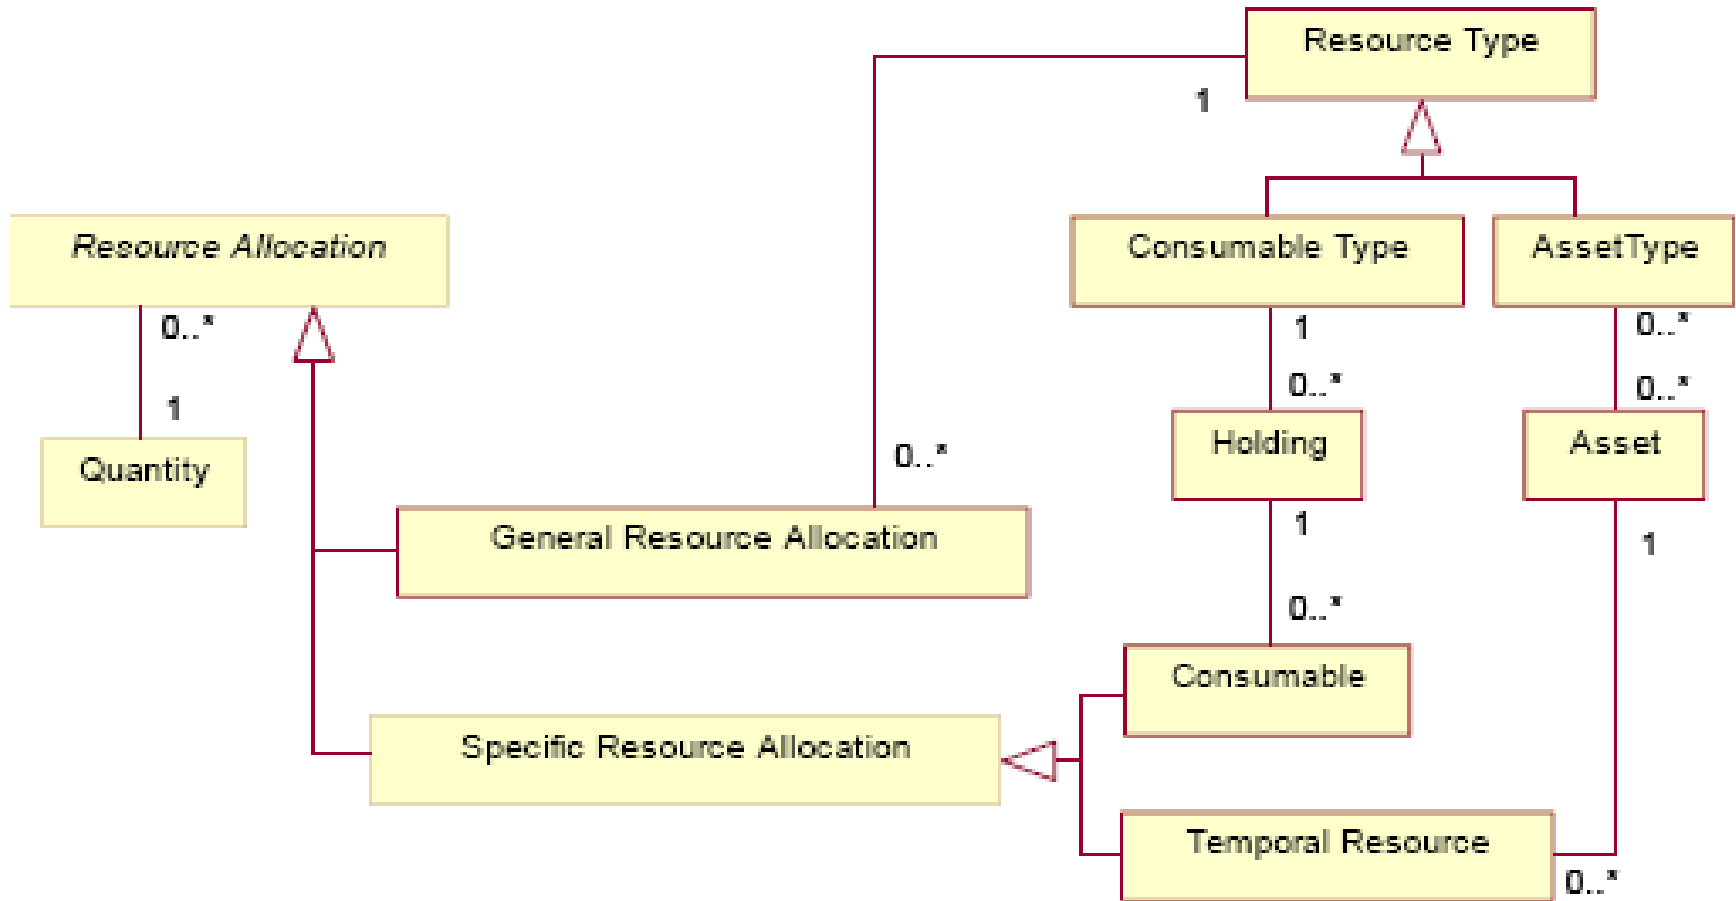 Resource Type
1
Resource Allocation
Consumable Type
AssetType
0..*
1
0..*
1
0..*
0..*
Quantity
Holding
Asset
0..*
General Resource Allocation
1
1
0..*
Consumable
Specific Resource Allocation
Temporal Resource
0..*